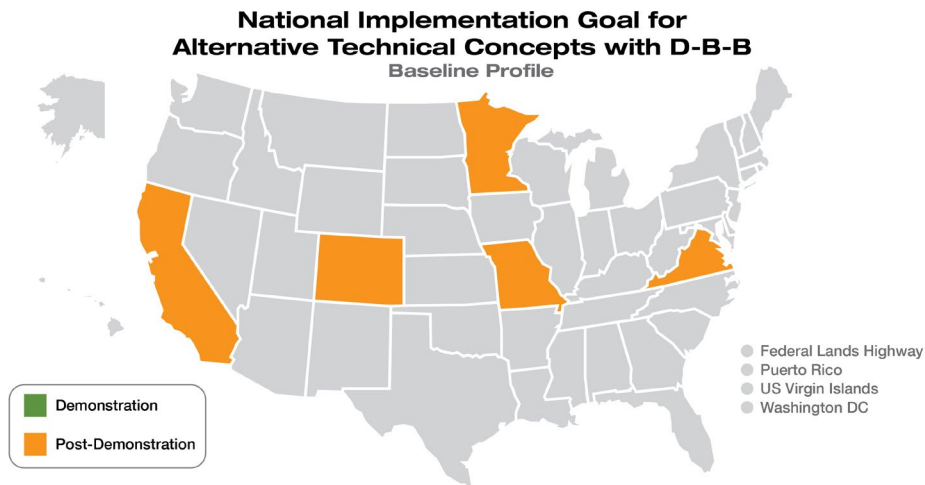 National Implementation Goal for
Alternative Technical Concepts with D-B-B
Baseline Profile
Federal Lands Highway
Puerto Rico
US Virgin Islands
Washington DC
Demonstration
Post-Demonstration